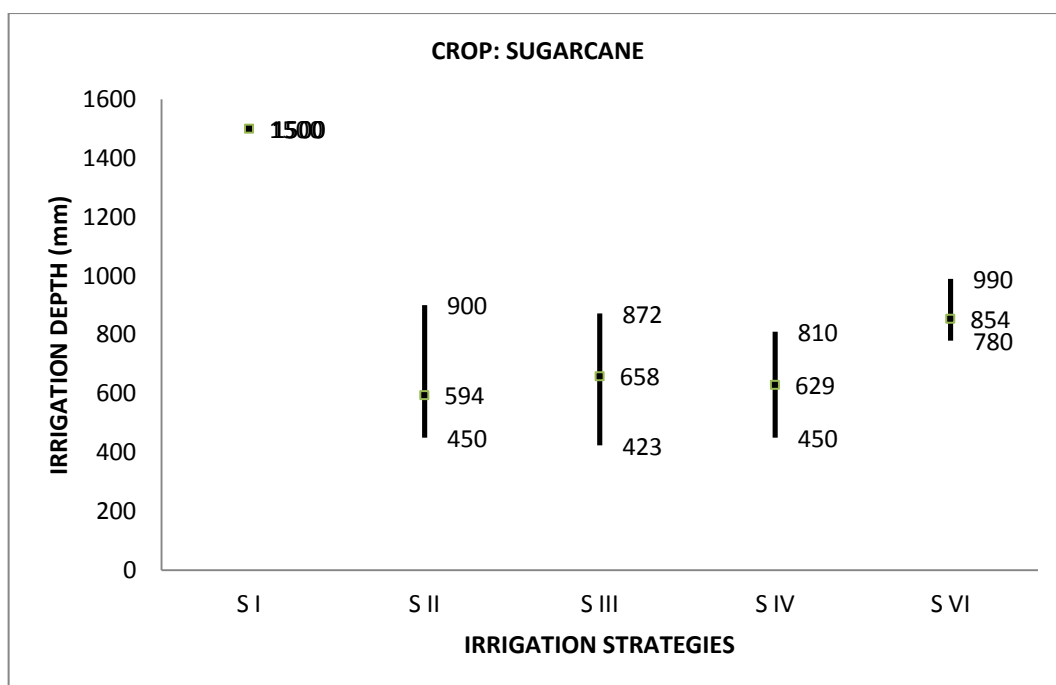 CROP: SUGARCANE
IRRIGATION DEPTH (mm)
1600
1400
1200
1000
800
600
400
200
0
1500
900
594
450
872
658
423
810
629
450
990
854
780
S I
S II
S III
S IV
S VI
IRRIGATION STRATEGIES